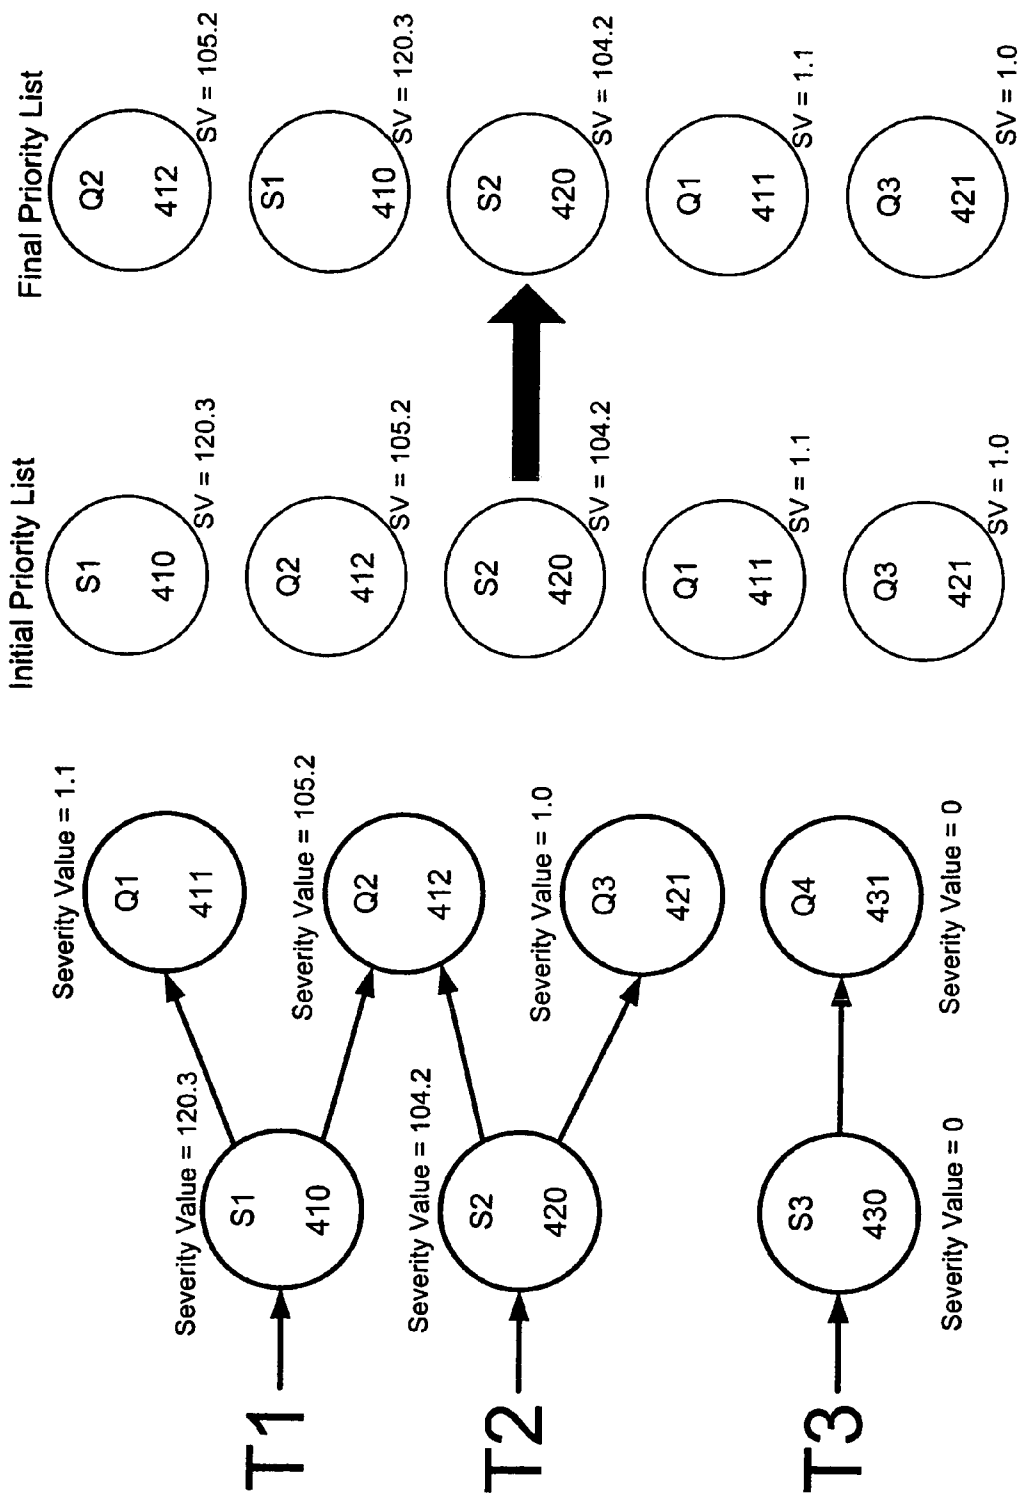 T1
Severity Value = 120.3
S1
410
Severity Value = 1.1
Q1
411
Severity Value = 105.2
Q2
412
T2
Severity Value = 104.2
S2
420
Severity Value = 1.0
Q3
421
T3
S3
430
Severity Value = 0
Q4
431
Severity Value = 0
Initial Priority List
S1
410
SV = 120.3
Q2
412
SV = 105.2
S2
420
SV = 104.2
Q1
411
SV = 1.1
Q3
421
SV = 1.0
Final Priority List
Q2
412
SV = 105.2
S1
410
SV = 120.3
S2
420
SV = 104.2
Q1
411
SV = 1.1
Q3
421
SV = 1.0